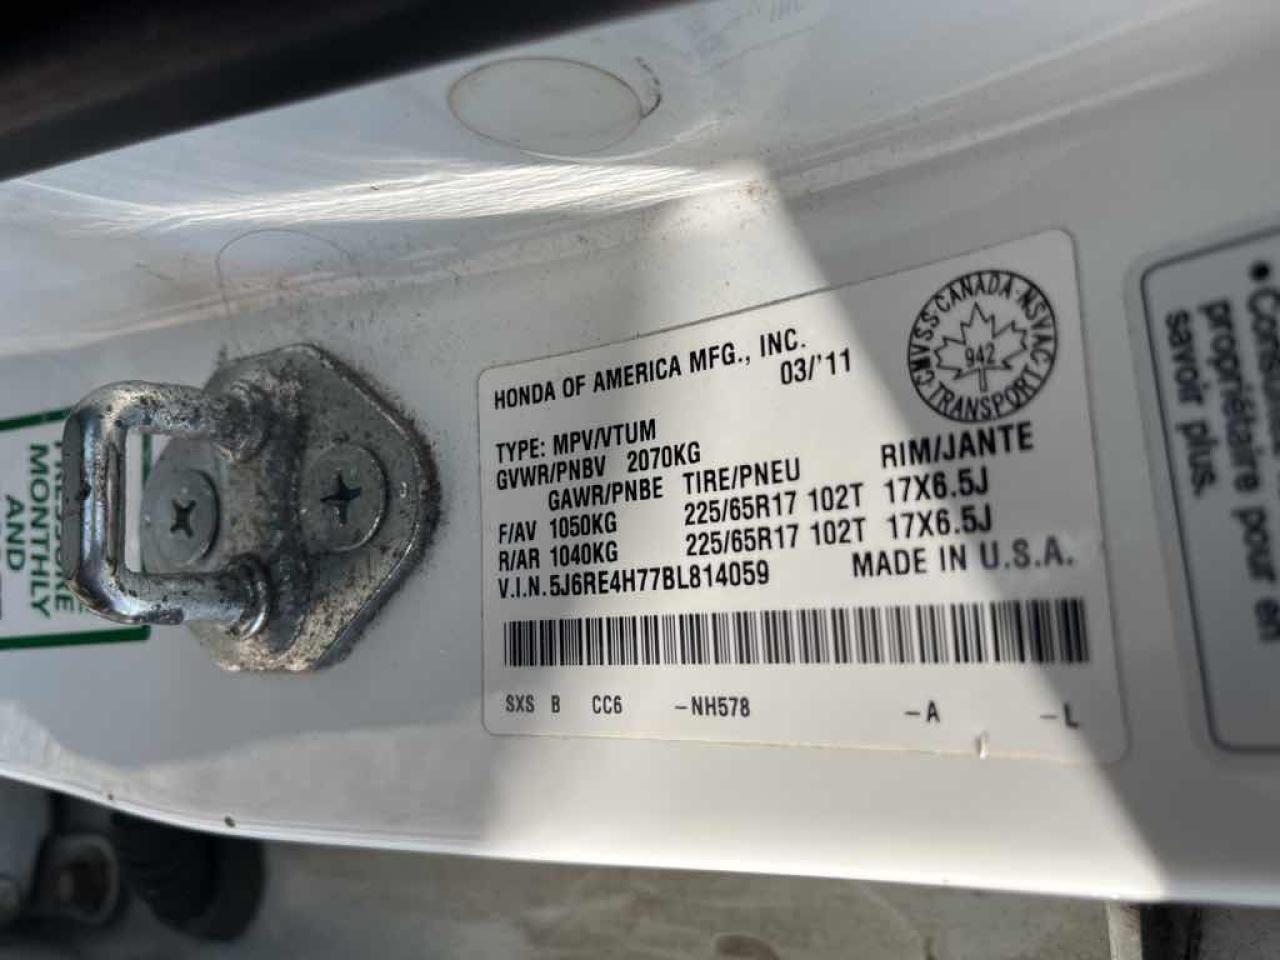 HONDA OF AMERICA MFG., INC.
03/'11
CMVSS CANADA NSVAC
942
TRANSPORT
TYPE: MPV/VTUM
GVWR/PNBV 2070KG
GAWR/PNBE TIRE/PNEU RIM/JANTE
F/AV 1050KG 225/65R17 102T 17X6.5J
R/AR 1040KG 225/65R17 102T 17X6.5J
V.I.N.5J6RE4H77BL814059 MADE IN U.S.A.
SXS B CC6 -NH578 -A -L
MONTHLY
AND
propriétaire pour en
savoir plus.